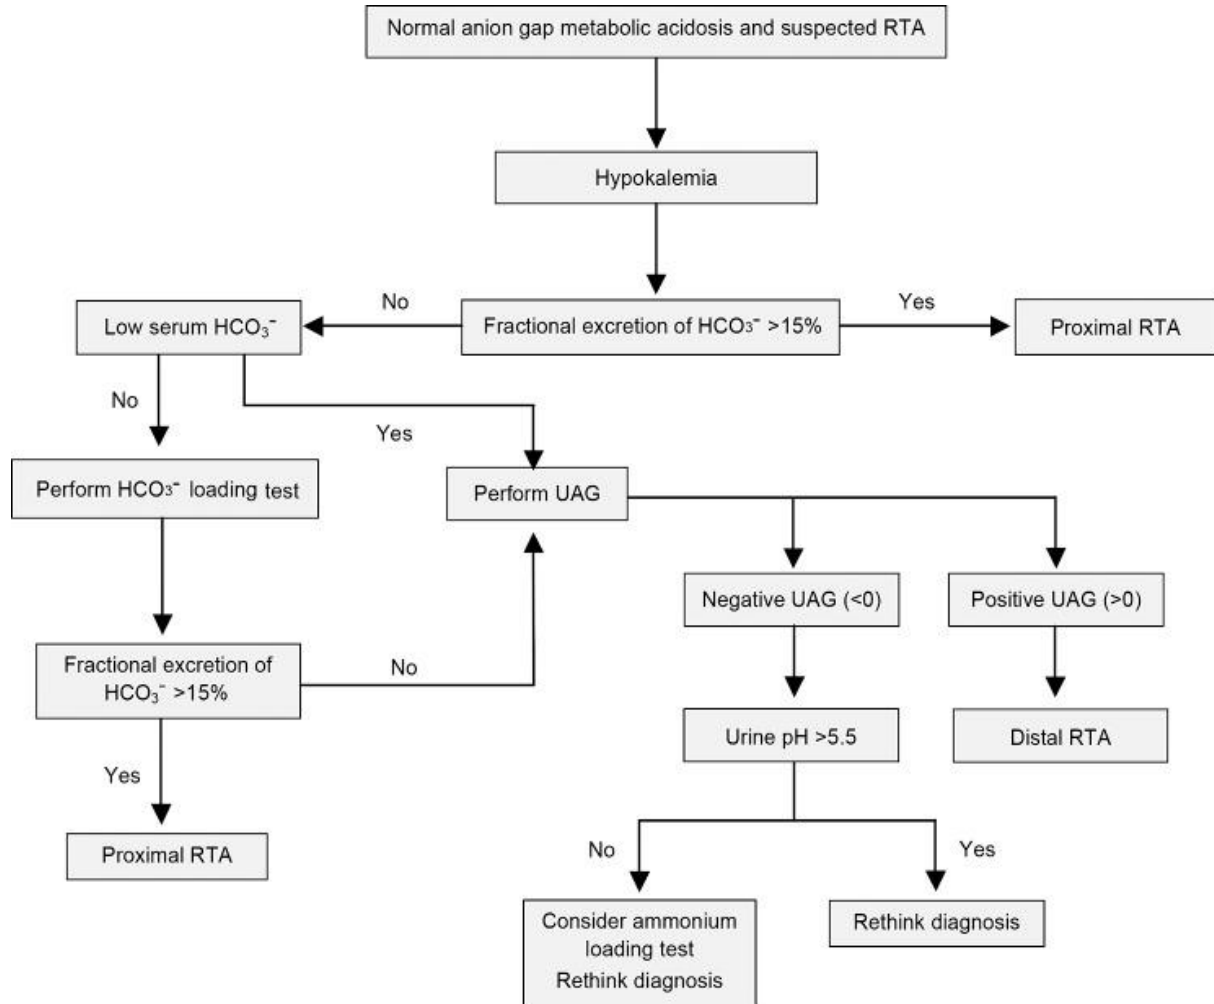 Normal anion gap metabolic acidosis and suspected RTA
Hypokalemia
No
Yes
Low serum HCO₃⁻
Fractional excretion of HCO₃⁻ >15%
Proximal RTA
No
Yes
Perform HCO₃⁻ loading test
Perform UAG
Negative UAG (<0)
Positive UAG (>0)
Fractional excretion of
HCO₃⁻ >15%
No
Urine pH >5.5
Distal RTA
Yes
Proximal RTA
No
Yes
Consider ammonium
loading test
Rethink diagnosis
Rethink diagnosis